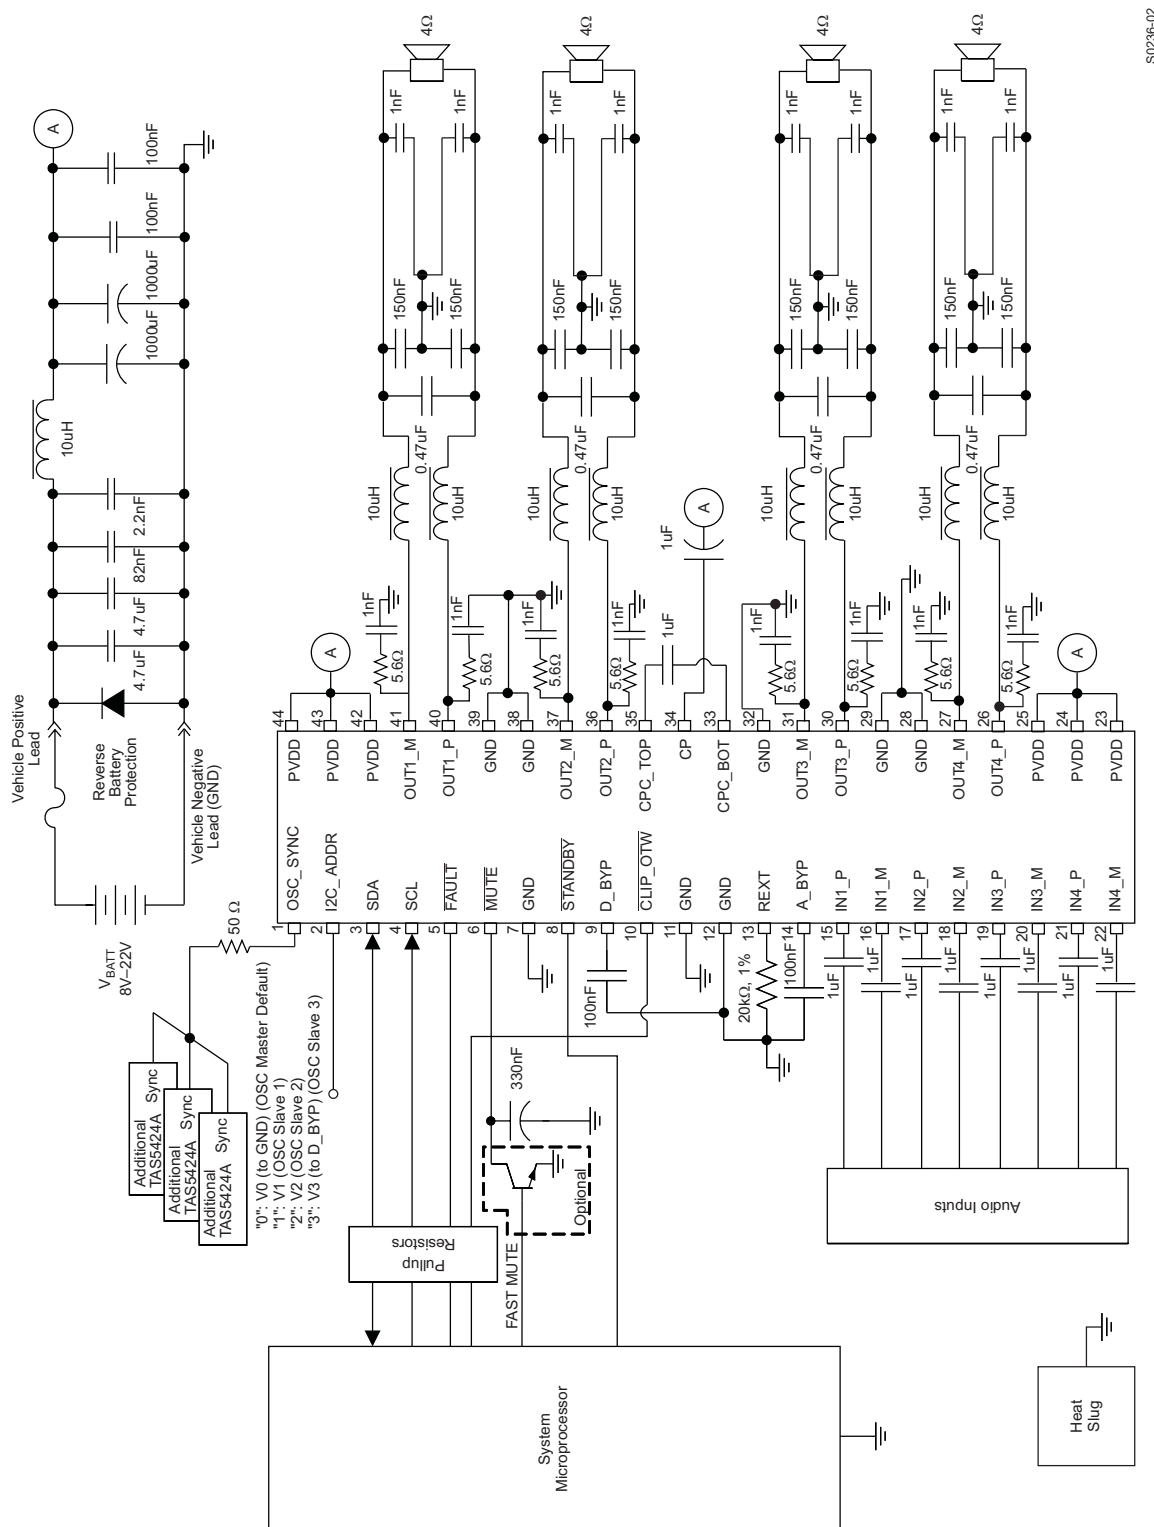 S0236-02
4Ω
4Ω
4Ω
4Ω
A
100nF
100nF
1000uF
1000uF
10uH
2.2nF
82nF
4.7uF
4.7uF
Vehicle Positive
Lead
Reverse
Battery
Protection
Vehicle Negative
Lead (GND)
V_BATT
8V–22V
1nF
1nF
150nF
150nF
0.47uF
10uH
10uH
1nF
1nF
150nF
150nF
0.47uF
10uH
10uH
1nF
1nF
150nF
150nF
0.47uF
10uH
10uH
1nF
1nF
150nF
150nF
0.47uF
10uH
10uH
A
1nF
5.6Ω
1nF
5.6Ω
1nF
5.6Ω
1nF
5.6Ω
1uF
1uF
A
1nF
5.6Ω
1nF
5.6Ω
1nF
5.6Ω
1nF
5.6Ω
A
44 PVDD
43 PVDD
42 PVDD
41 OUT1_M
40 OUT1_P
39 GND
38 GND
37 OUT2_M
36 OUT2_P
35 CPC_TOP
34 CP
33 CPC_BOT
32 GND
31 OUT3_M
30 OUT3_P
29 GND
28 GND
27 OUT4_M
26 OUT4_P
25 PVDD
24 PVDD
23 PVDD
OSC_SYNC 1
I2C_ADDR 2
SDA 3
SCL 4
FAULT 5
MUTE 6
GND 7
STANDBY 8
D_BYP 9
CLIP_OTW 10
GND 11
GND 12
REXT 13
A_BYP 14
IN1_P 15
IN1_M 16
IN2_P 17
IN2_M 18
IN3_P 19
IN3_M 20
IN4_P 21
IN4_M 22
50 Ω
Additional
TAS5424A Sync
Additional
TAS5424A Sync
Additional
TAS5424A Sync
"0": V0 (to GND) (OSC Master Default)
"1": V1 (OSC Slave 1)
"2": V2 (OSC Slave 2)
"3": V3 (to D_BYP) (OSC Slave 3)
100nF
20kΩ, 1%
100nF
1uF
1uF
1uF
1uF
1uF
1uF
1uF
1uF
330nF
Optional
Pullup
Resistors
FAST MUTE
Audio Inputs
System
Microprocessor
Heat
Slug